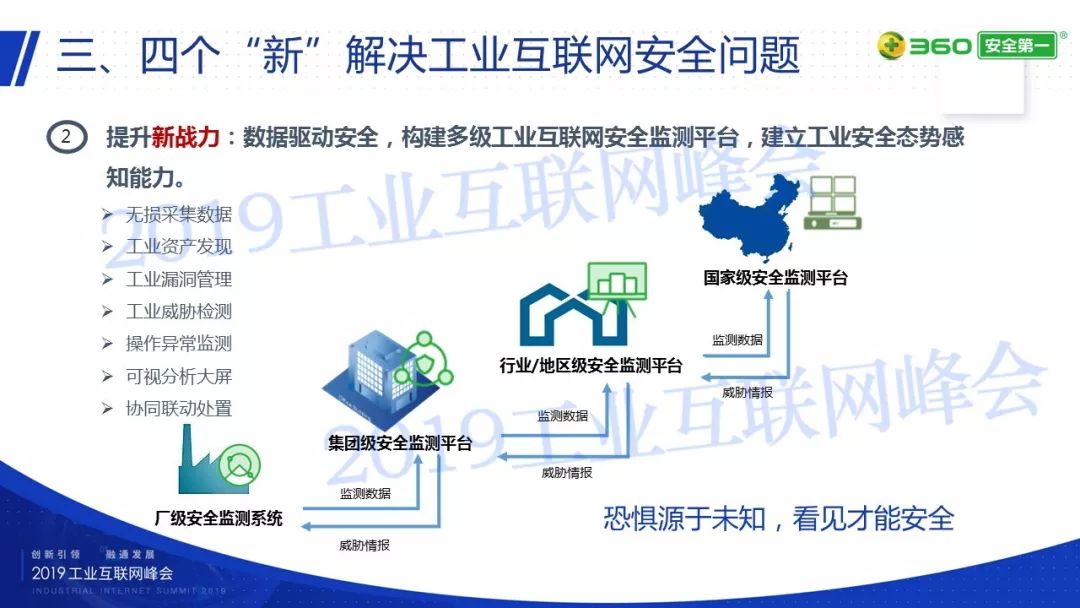 三、四个“新”解决工业互联网安全问题
360 安全第一®
2 提升新战力：数据驱动安全，构建多级工业互联网安全监测平台，建立工业安全态势感
知能力。
无损采集数据
工业资产发现
工业漏洞管理
工业威胁检测
操作异常监测
可视分析大屏
协同联动处置
国家级安全监测平台
监测数据
威胁情报
行业/地区级安全监测平台
监测数据
威胁情报
集团级安全监测平台
监测数据
威胁情报
厂级安全监测系统
恐惧源于未知，看见才能安全
2019工业互联网峰会
2019工业互联网峰会
创新引领 融通发展
2019工业互联网峰会
INDUSTRIAL INTERNET SUMMIT 2019